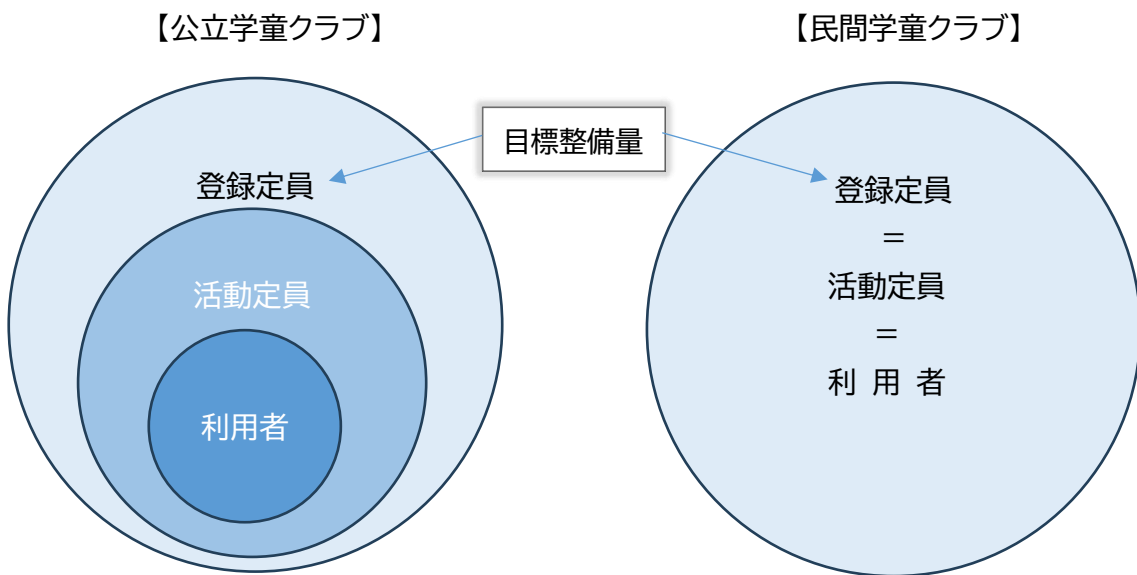 【公立学童クラブ】
【民間学童クラブ】
目標整備量
登録定員
活動定員
利用者
登録定員
＝
活動定員
＝
利 用 者